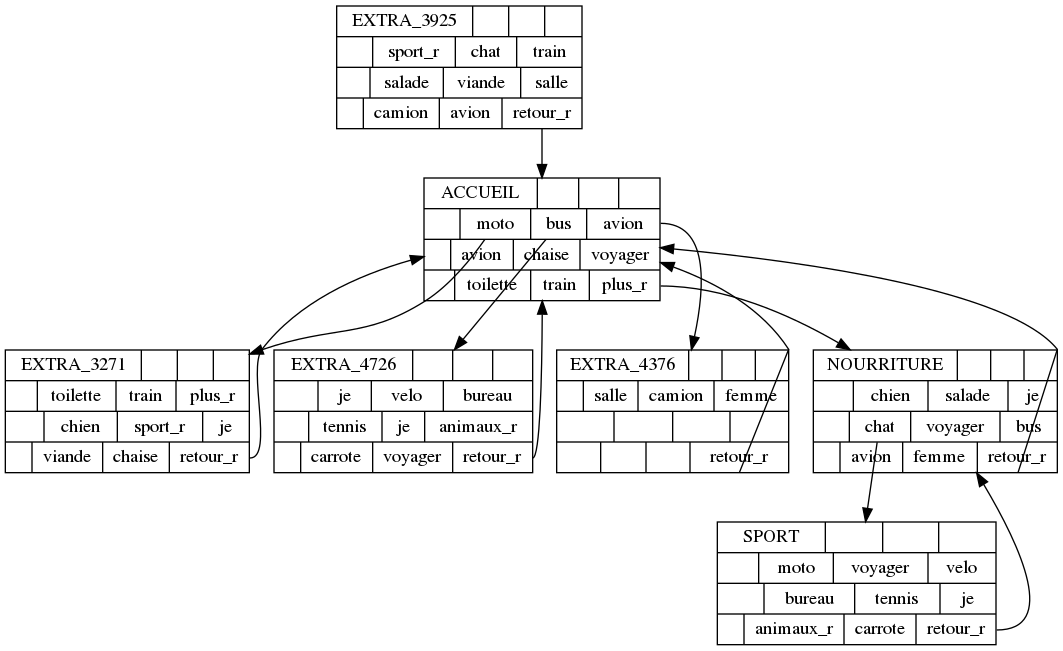 EXTRA_3925
sport_r chat train
salade viande salle
camion avion retour_r
ACCUEIL
moto bus avion
avion chaise voyager
toilette train plus_r
EXTRA_3271
toilette train plus_r
chien sport_r je
viande chaise retour_r
EXTRA_4726
je velo bureau
tennis je animaux_r
carrote voyager retour_r
EXTRA_4376
salle camion femme
retour_r
NOURRITURE
chien salade je
chat voyager bus
avion femme retour_r
SPORT
moto voyager velo
bureau tennis je
animaux_r carrote retour_r